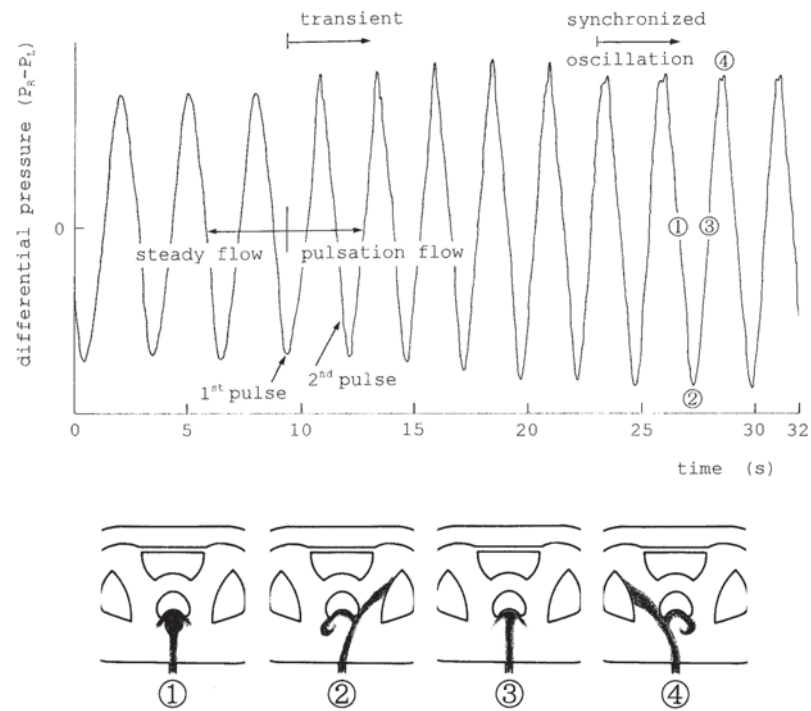 transient
synchronized
oscillation
④
differential pressure (P_R-P_L)
0
①
③
steady flow
pulsation flow
1st pulse
2nd pulse
②
0 5 10 15 20 25 30 32
time (s)
① ② ③ ④